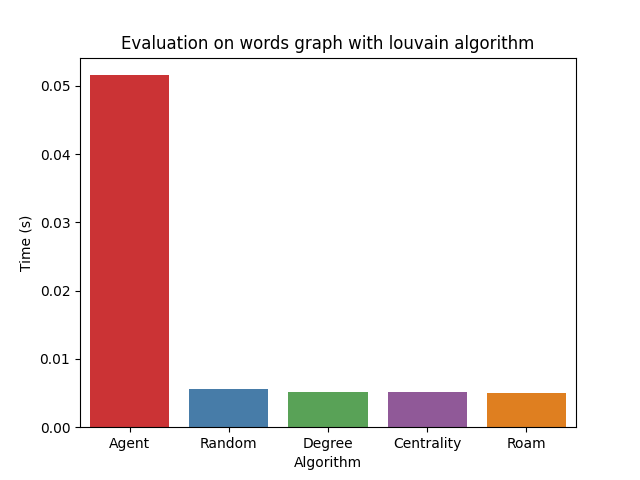 Evaluation on words graph with louvain algorithm
Time (s)
0.05
0.04
0.03
0.02
0.01
0.00
Agent Random Degree Centrality Roam
Algorithm